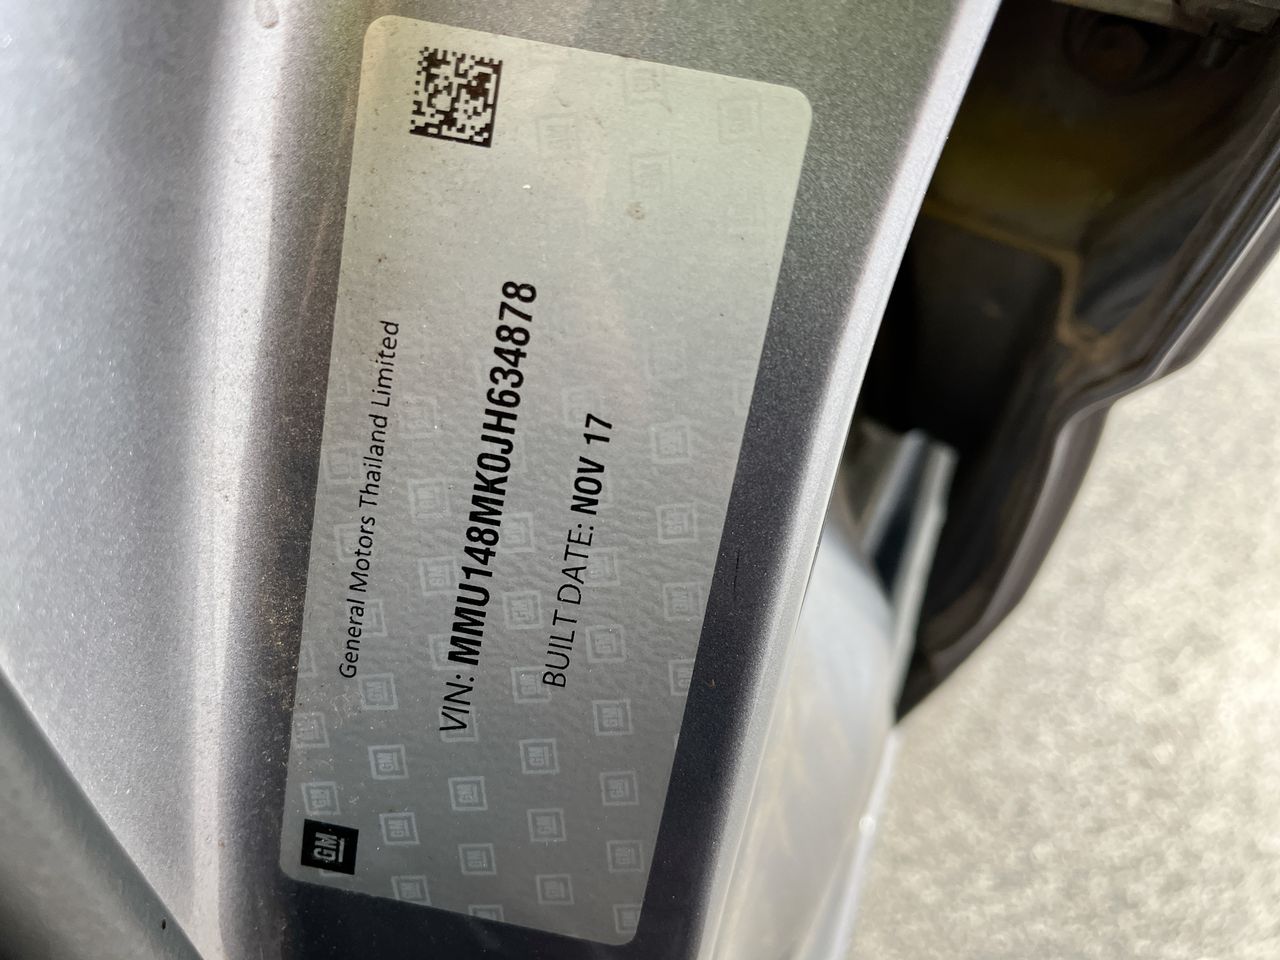 General Motors Thailand Limited
VIN: MMU148MK0JH634878
BUILT DATE: NOV 17
GM